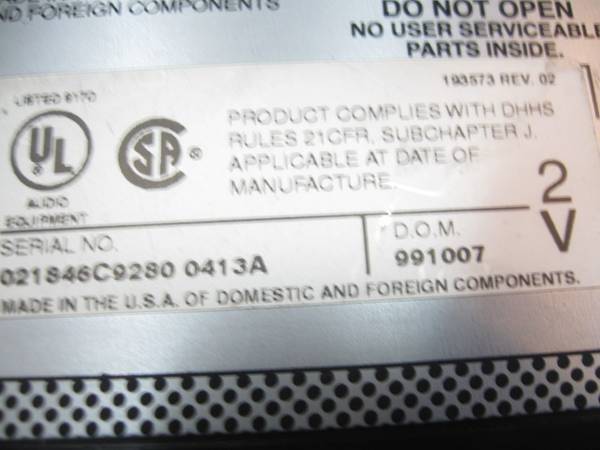 ND FOREIGN COMPONENTS
DO NOT OPEN
NO USER SERVICEABLE
PARTS INSIDE.
193573 REV. 02
LISTED 6170
UL
®
SA
®
AUDIO
EQUIPMENT
PRODUCT COMPLIES WITH DHHS
RULES 21CFR, SUBCHAPTER J.
APPLICABLE AT DATE OF
MANUFACTURE.
2
V
SERIAL NO.
021846C9280 0413A
D.O.M.
991007
MADE IN THE U.S.A. OF DOMESTIC AND FOREIGN COMPONENTS.